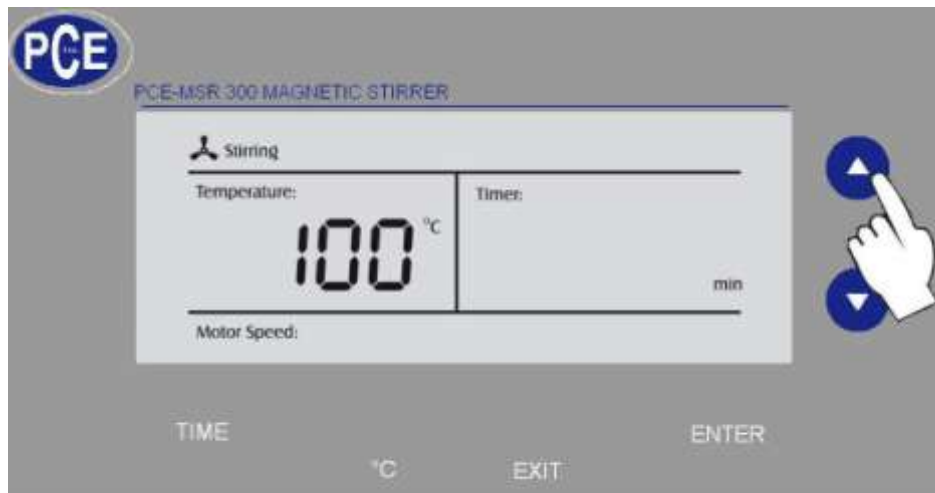 PCE
PCE-MSR 300 MAGNETIC STIRRER
Stirring
Temperature: Timer:
100 °C
min
Motor Speed:
TIME ENTER
°C EXIT